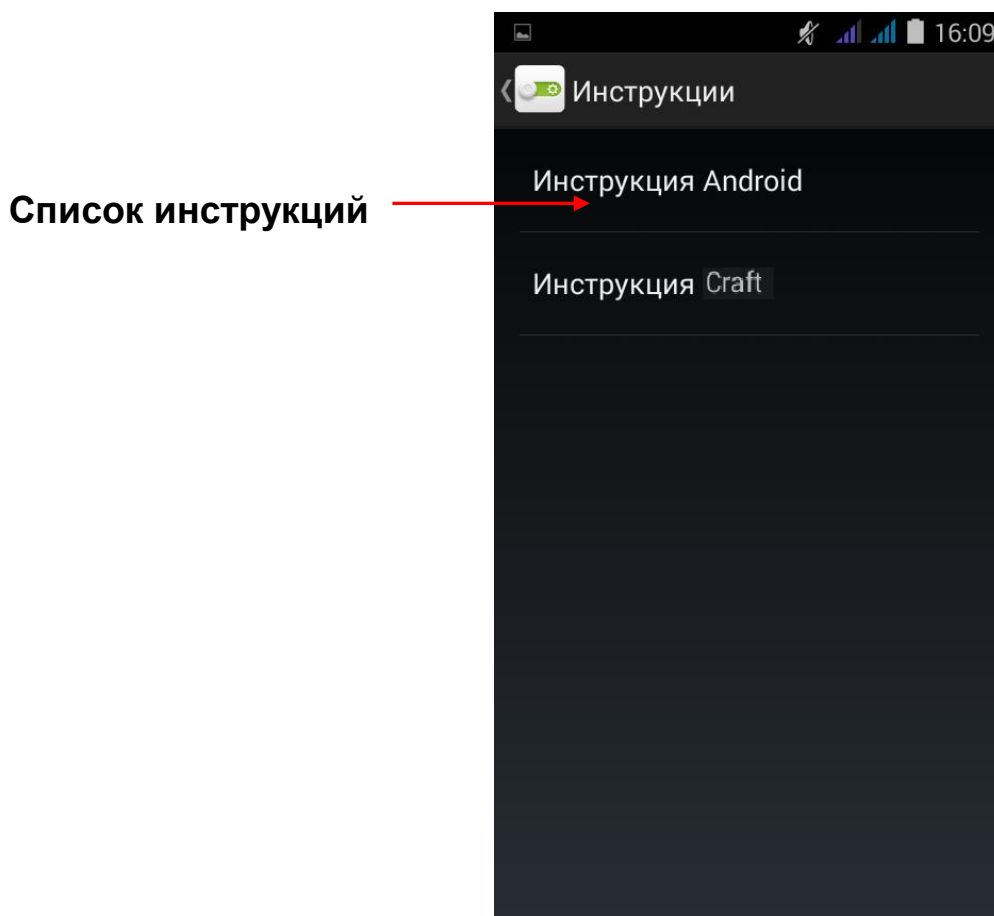 16:09
Инструкции
Инструкция Android
Список инструкций
Инструкция Craft